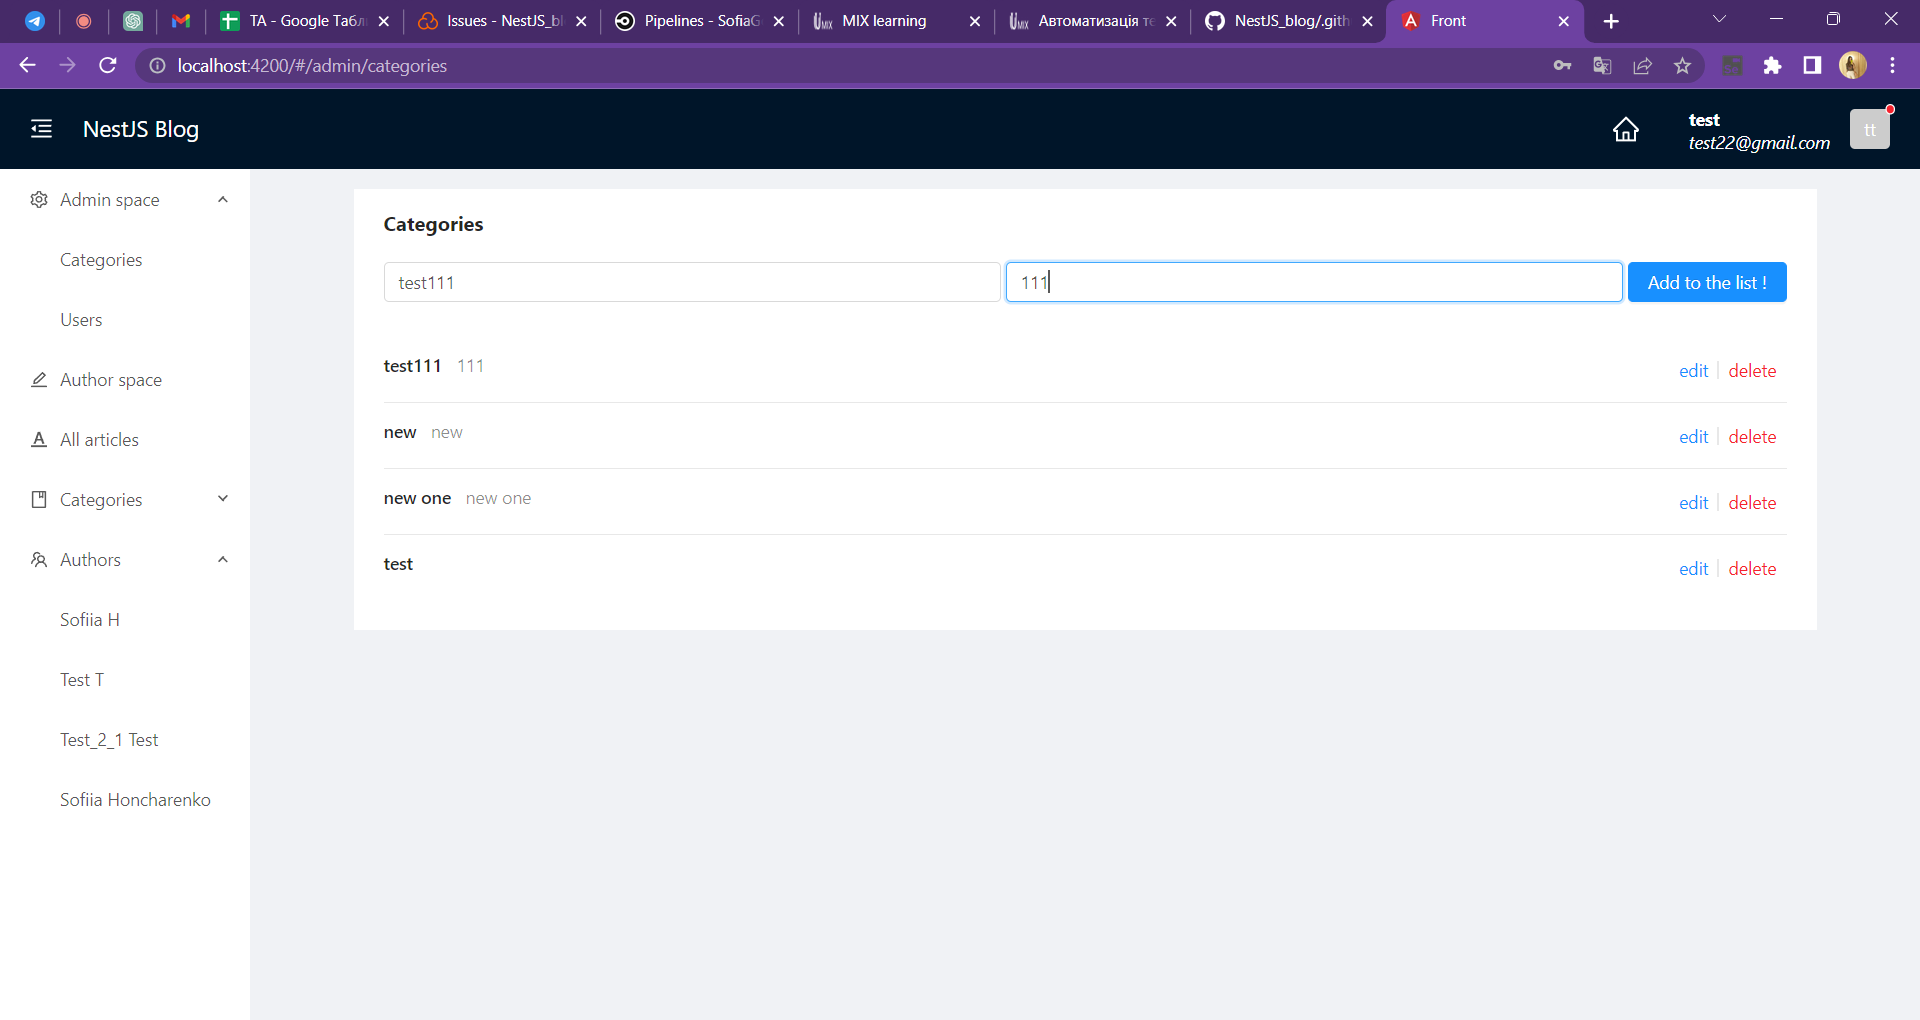 TA - Google Табл
Issues - NestJS_bl
Pipelines - SofiaG
MIX learning
Автоматизація те
NestJS_blog/.gith
Front
localhost:4200/#/admin/categories
NestJS Blog
test
test22@gmail.com
tt
Admin space
Categories
Users
Author space
All articles
Categories
Authors
Sofiia H
Test T
Test_2_1 Test
Sofiia Honcharenko
Categories
test111 111 Add to the list !
test111 111 edit delete
new new edit delete
new one new one edit delete
test edit delete